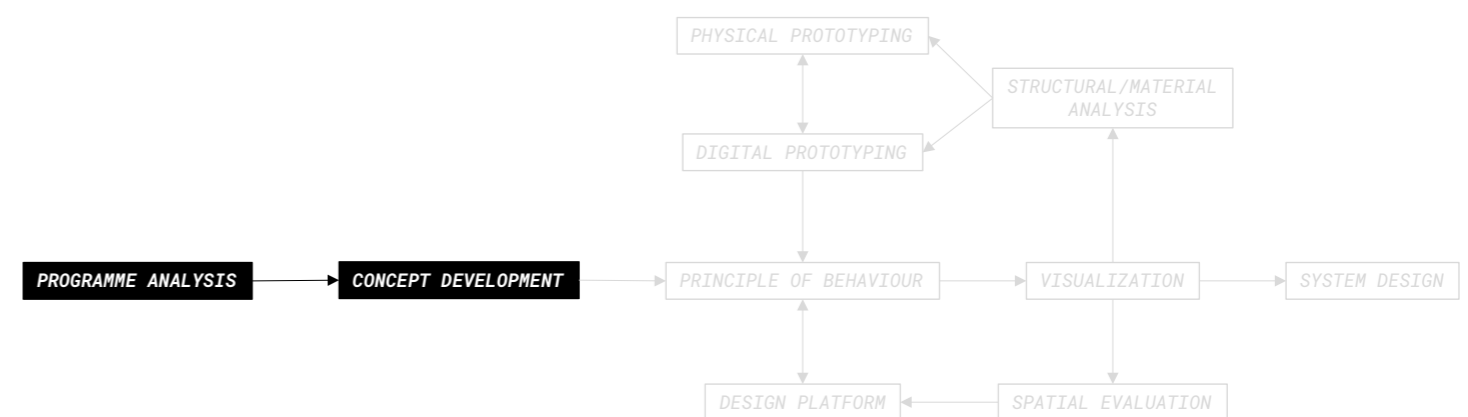 PHYSICAL PROTOTYPING
STRUCTURAL/MATERIAL
ANALYSIS
DIGITAL PROTOTYPING
PROGRAMME ANALYSIS
CONCEPT DEVELOPMENT
PRINCIPLE OF BEHAVIOUR
VISUALIZATION
SYSTEM DESIGN
DESIGN PLATFORM
SPATIAL EVALUATION